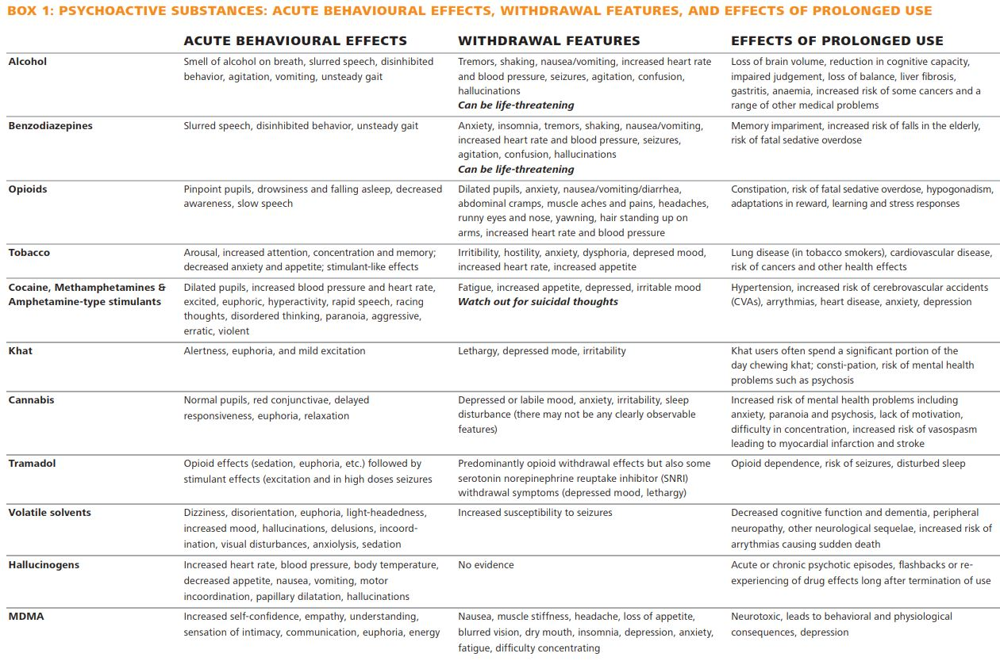 BOX 1: PSYCHOACTIVE SUBSTANCES: ACUTE BEHAVIOURAL EFFECTS, WITHDRAWAL FEATURES, AND EFFECTS OF PROLONGED USE
ACUTE BEHAVIOURAL EFFECTS WITHDRAWAL FEATURES EFFECTS OF PROLONGED USE
Alcohol
Smell of alcohol on breath, slurred speech, disinhibited
behavior, agitation, vomiting, unsteady gait
Tremors, shaking, nausea/vomiting, increased heart rate
and blood pressure, seizures, agitation, confusion,
hallucinations
Can be life-threatening
Loss of brain volume, reduction in cognitive capacity,
impaired judgement, loss of balance, liver fibrosis,
gastritis, anaemia, increased risk of some cancers and a
range of other medical problems
Benzodiazepines
Slurred speech, disinhibited behavior, unsteady gait
Anxiety, insomnia, tremors, shaking, nausea/vomiting,
increased heart rate and blood pressure, seizures,
agitation, confusion, hallucinations
Can be life-threatening
Memory impariment, increased risk of falls in the elderly,
risk of fatal sedative overdose
Opioids
Pinpoint pupils, drowsiness and falling asleep, decreased
awareness, slow speech
Dilated pupils, anxiety, nausea/vomiting/diarrhea,
abdominal cramps, muscle aches and pains, headaches,
runny eyes and nose, yawning, hair standing up on
arms, increased heart rate and blood pressure
Constipation, risk of fatal sedative overdose, hypogonadism,
adaptations in reward, learning and stress responses
Tobacco
Arousal, increased attention, concentration and memory;
decreased anxiety and appetite; stimulant-like effects
Irritibility, hostility, anxiety, dysphoria, depresed mood,
increased heart rate, increased appetite
Lung disease (in tobacco smokers), cardiovascular disease,
risk of cancers and other health effects
Cocaine, Methamphetamines &
Amphetamine-type stimulants
Dilated pupils, increased blood pressure and heart rate,
excited, euphoric, hyperactivity, rapid speech, racing
thoughts, disordered thinking, paranoia, aggressive,
erratic, violent
Fatigue, increased appetite, depressed, irritable mood
Watch out for suicidal thoughts
Hypertension, increased risk of cerebrovascular accidents
(CVAs), arrythmias, heart disease, anxiety, depression
Khat
Alertness, euphoria, and mild excitation
Lethargy, depressed mode, irritability
Khat users often spend a significant portion of the
day chewing khat; consti-pation, risk of mental health
problems such as psychosis
Cannabis
Normal pupils, red conjunctivae, delayed
responsiveness, euphoria, relaxation
Depressed or labile mood, anxiety, irritability, sleep
disturbance (there may not be any clearly observable
features)
Increased risk of mental health problems including
anxiety, paranoia and psychosis, lack of motivation,
difficulty in concentration, increased risk of vasospasm
leading to myocardial infarction and stroke
Tramadol
Opioid effects (sedation, euphoria, etc.) followed by
stimulant effects (excitation and in high doses seizures
Predominantly opioid withdrawal effects but also some
serotonin norepinephrine reuptake inhibitor (SNRI)
withdrawal symptoms (depressed mood, lethargy)
Opioid dependence, risk of seizures, disturbed sleep
Volatile solvents
Dizziness, disorientation, euphoria, light-headedness,
increased mood, hallucinations, delusions, incoord-
ination, visual disturbances, anxiolysis, sedation
Increased susceptibility to seizures
Decreased cognitive function and dementia, peripheral
neuropathy, other neurological sequelae, increased risk of
arrythmias causing sudden death
Hallucinogens
Increased heart rate, blood pressure, body temperature,
decreased appetite, nausea, vomiting, motor
incoordination, papillary dilatation, hallucinations
No evidence
Acute or chronic psychotic episodes, flashbacks or re-
experiencing of drug effects long after termination of use
MDMA
Increased self-confidence, empathy, understanding,
sensation of intimacy, communication, euphoria, energy
Nausea, muscle stiffness, headache, loss of appetite,
blurred vision, dry mouth, insomnia, depression, anxiety,
fatigue, difficulty concentrating
Neurotoxic, leads to behavioral and physiological
consequences, depression